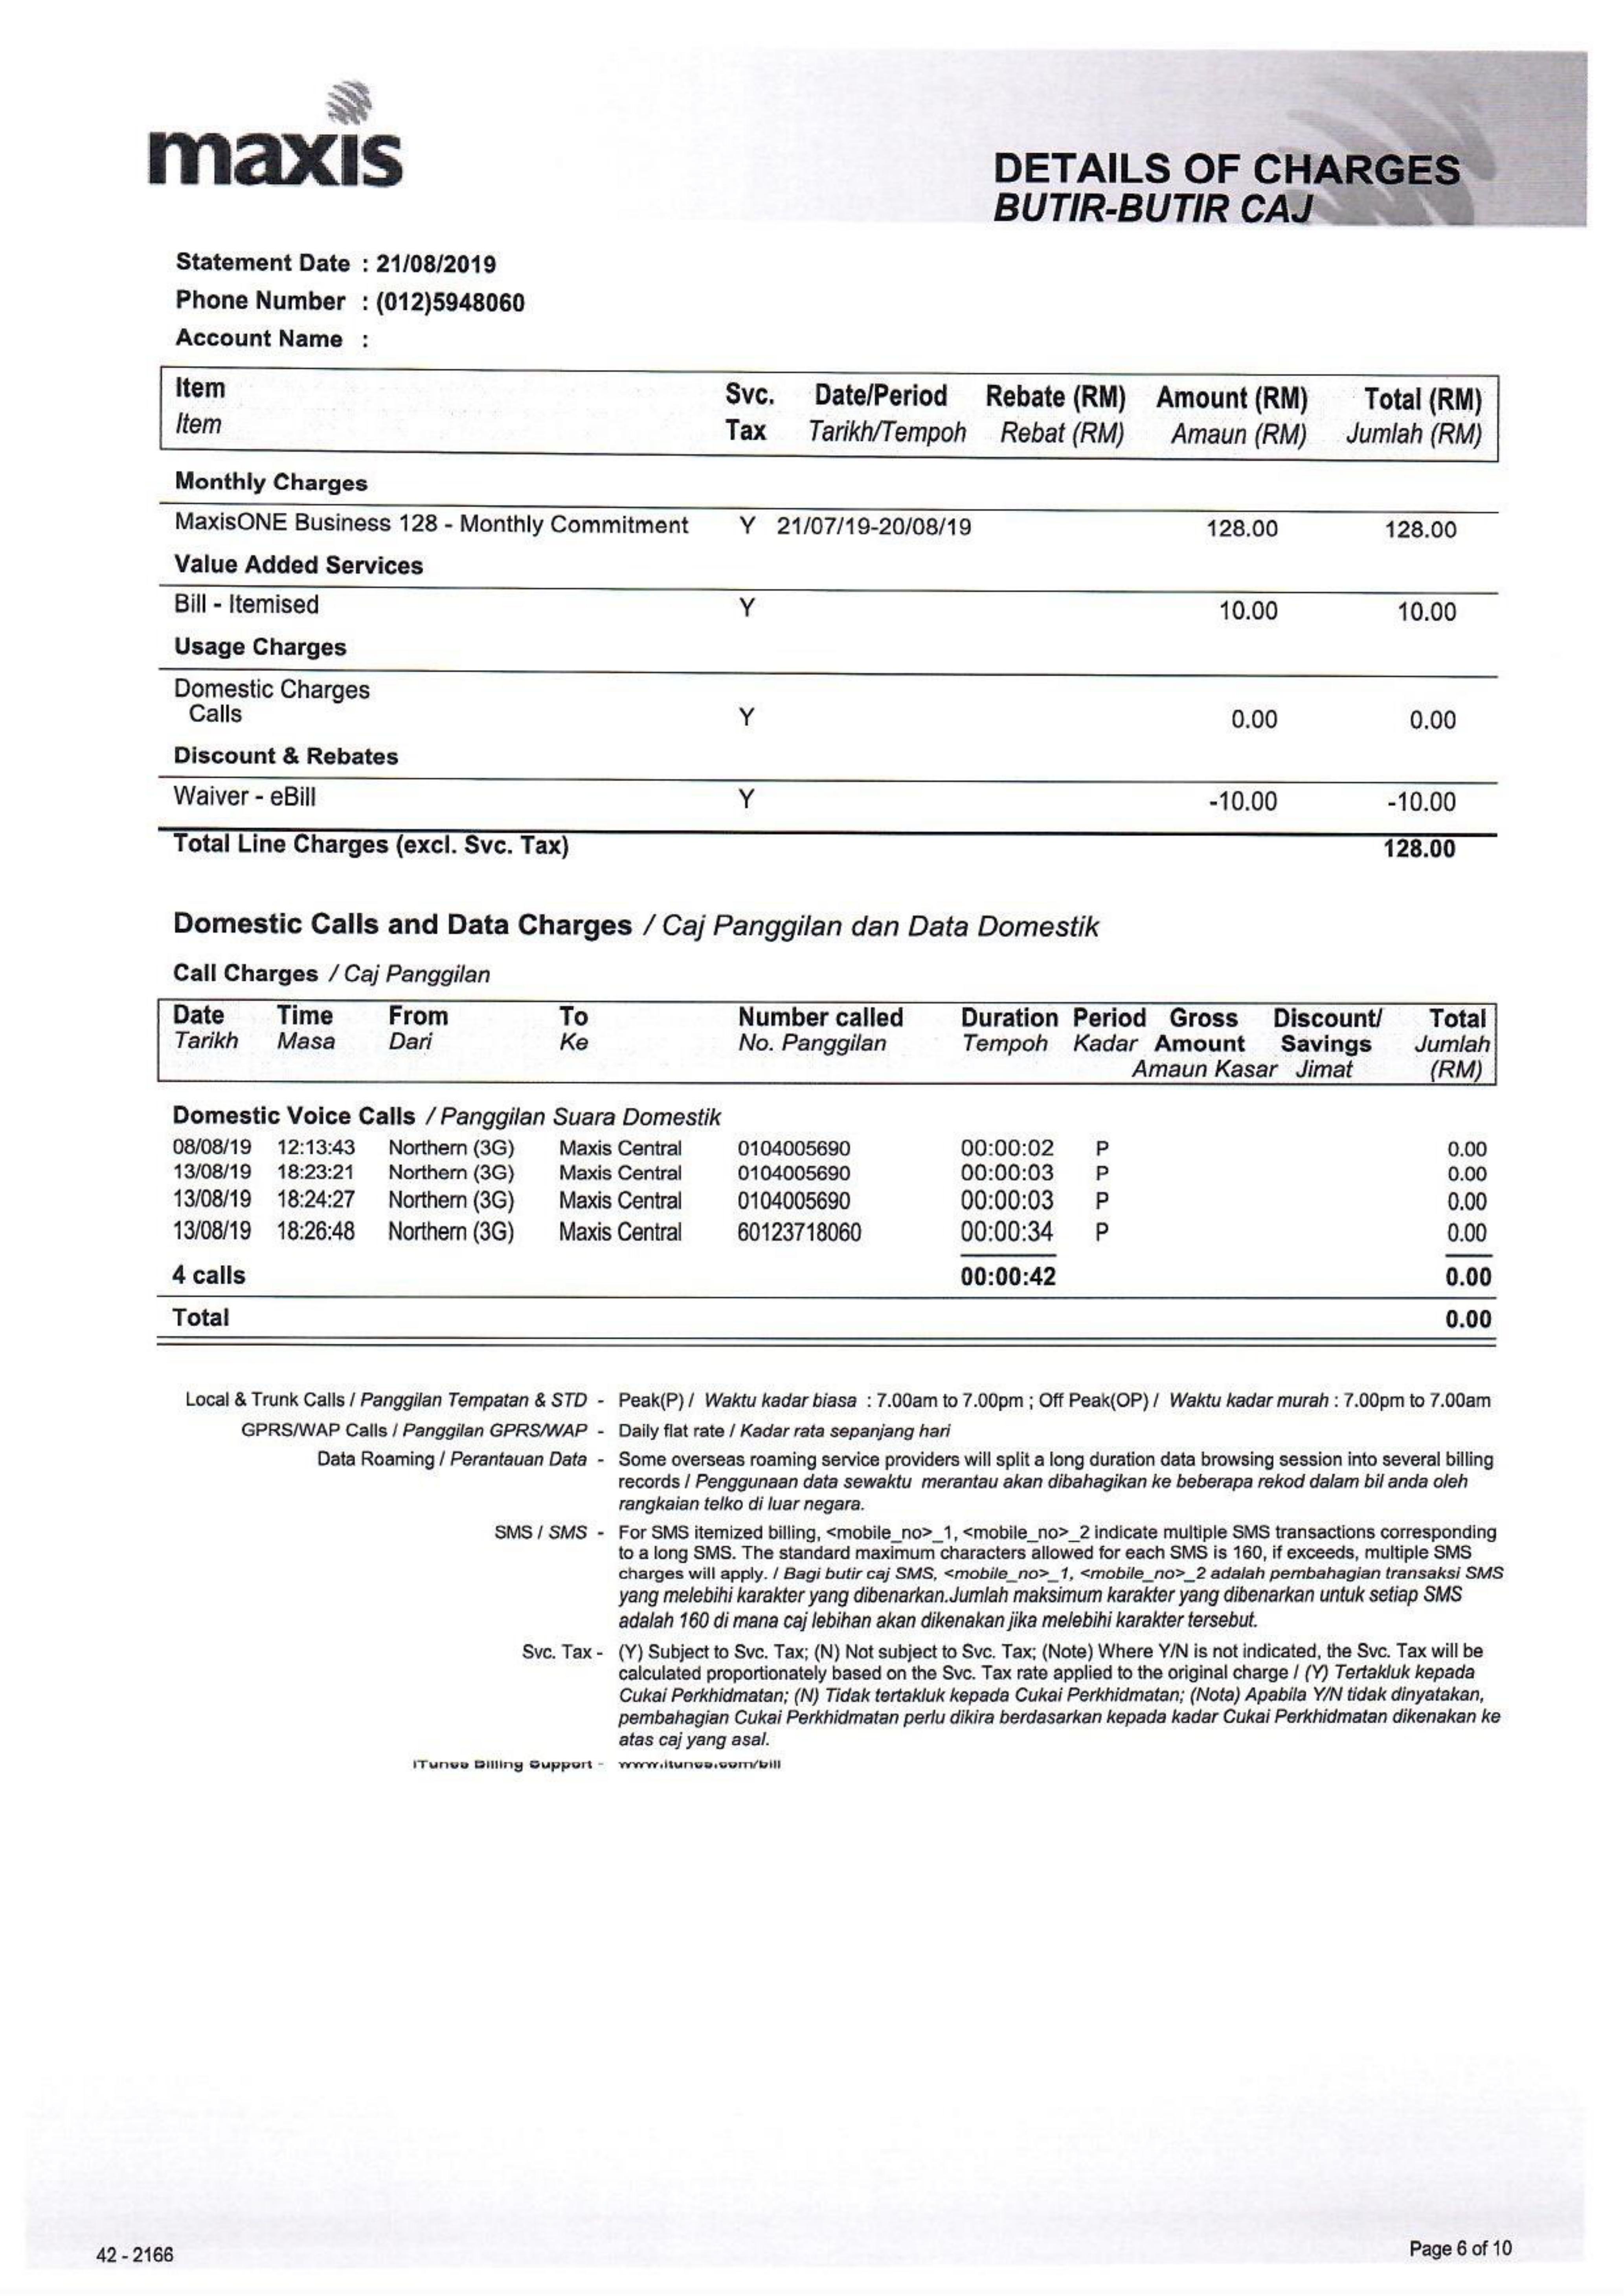 maxis
DETAILS OF CHARGES
BUTIR-BUTIR CAJ
Statement Date : 21/08/2019
Phone Number : (012)5948060
Account Name :
Item Svc. Date/Period Rebate (RM) Amount (RM) Total (RM)
Item Tax Tarikh/Tempoh Rebat (RM) Amaun (RM) Jumlah (RM)
Monthly Charges
MaxisONE Business 128 - Monthly Commitment Y 21/07/19-20/08/19 128.00 128.00
Value Added Services
Bill - Itemised Y 10.00 10.00
Usage Charges
Domestic Charges
Calls Y 0.00 0.00
Discount & Rebates
Waiver - eBill Y -10.00 -10.00
Total Line Charges (excl. Svc. Tax) 128.00
Domestic Calls and Data Charges / Caj Panggilan dan Data Domestik
Call Charges / Caj Panggilan
Date Time From To Number called Duration Period Gross Discount/ Total
Tarikh Masa Dari Ke No. Panggilan Tempoh Kadar Amount Savings Jumlah
Amaun Kasar Jimat (RM)
Domestic Voice Calls / Panggilan Suara Domestik
08/08/19 12:13:43 Northern (3G) Maxis Central 0104005690 00:00:02 P 0.00
13/08/19 18:23:21 Northern (3G) Maxis Central 0104005690 00:00:03 P 0.00
13/08/19 18:24:27 Northern (3G) Maxis Central 0104005690 00:00:03 P 0.00
13/08/19 18:26:48 Northern (3G) Maxis Central 60123718060 00:00:34 P 0.00
4 calls 00:00:42 0.00
Total 0.00
Local & Trunk Calls / Panggilan Tempatan & STD - Peak(P) / Waktu kadar biasa : 7.00am to 7.00pm ; Off Peak(OP) / Waktu kadar murah : 7.00pm to 7.00am
GPRS/WAP Calls / Panggilan GPRS/WAP - Daily flat rate / Kadar rata sepanjang hari
Data Roaming / Perantauan Data - Some overseas roaming service providers will split a long duration data browsing session into several billing
records / Penggunaan data sewaktu merantau akan dibahagikan ke beberapa rekod dalam bil anda oleh
rangkaian telko di luar negara.
SMS / SMS - For SMS itemized billing, <mobile_no>_1, <mobile_no>_2 indicate multiple SMS transactions corresponding
to a long SMS. The standard maximum characters allowed for each SMS is 160, if exceeds, multiple SMS
charges will apply. / Bagi butir caj SMS, <mobile_no>_1, <mobile_no>_2 adalah pembahagian transaksi SMS
yang melebihi karakter yang dibenarkan.Jumlah maksimum karakter yang dibenarkan untuk setiap SMS
adalah 160 di mana caj lebihan akan dikenakan jika melebihi karakter tersebut.
Svc. Tax - (Y) Subject to Svc. Tax; (N) Not subject to Svc. Tax; (Note) Where Y/N is not indicated, the Svc. Tax will be
calculated proportionately based on the Svc. Tax rate applied to the original charge / (Y) Tertakluk kepada
Cukai Perkhidmatan; (N) Tidak tertakluk kepada Cukai Perkhidmatan; (Nota) Apabila Y/N tidak dinyatakan,
pembahagian Cukai Perkhidmatan perlu dikira berdasarkan kepada kadar Cukai Perkhidmatan dikenakan ke
atas caj yang asal.
iTunes Billing Support - www.itunes.com/bill
42 - 2166
Page 6 of 10